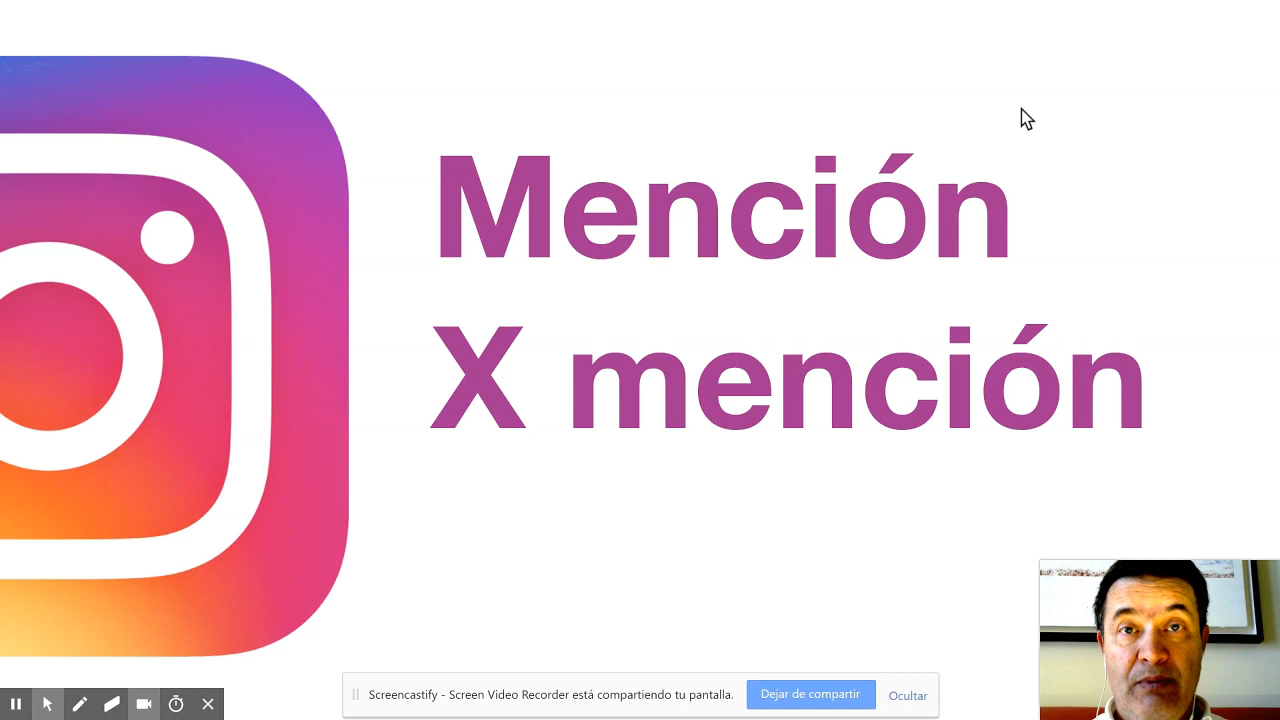 Mención
X mención
Screencastify - Screen Video Recorder está compartiendo tu pantalla.
Dejar de compartir
Ocultar